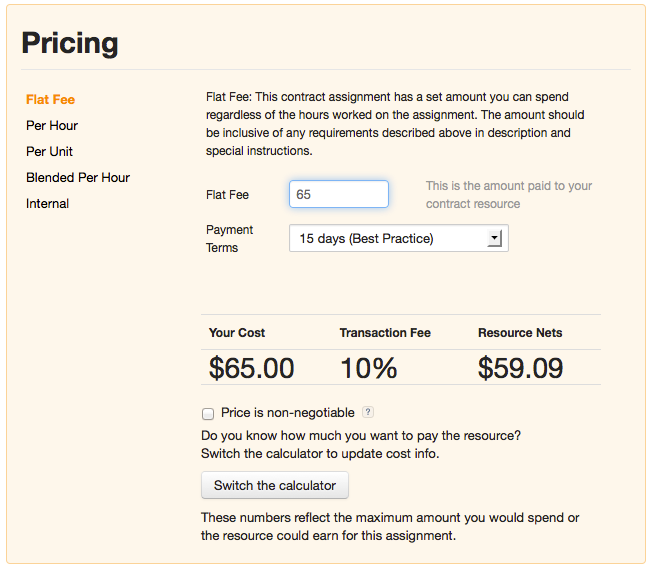 Pricing
Flat Fee
Per Hour
Per Unit
Blended Per Hour
Internal
Flat Fee: This contract assignment has a set amount you can spend
regardless of the hours worked on the assignment. The amount should
be inclusive of any requirements described above in description and
special instructions.
Flat Fee 65 This is the amount paid to your
contract resource
Payment
Terms
15 days (Best Practice)
Your Cost Transaction Fee Resource Nets
$65.00 10% $59.09
Price is non-negotiable ?
Do you know how much you want to pay the resource?
Switch the calculator to update cost info.
Switch the calculator
These numbers reflect the maximum amount you would spend or
the resource could earn for this assignment.